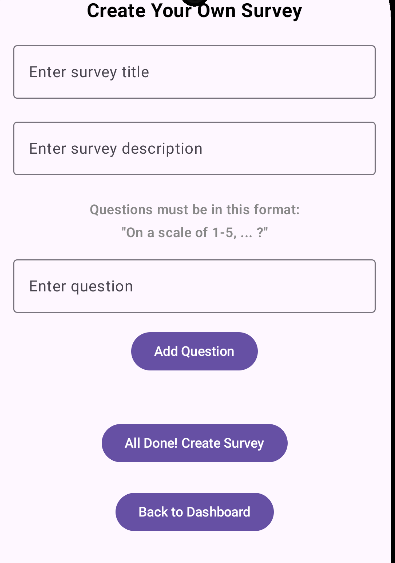 Create Your Own Survey
Enter survey title
Enter survey description
Questions must be in this format:
"On a scale of 1-5, ... ?"
Enter question
Add Question
All Done! Create Survey
Back to Dashboard